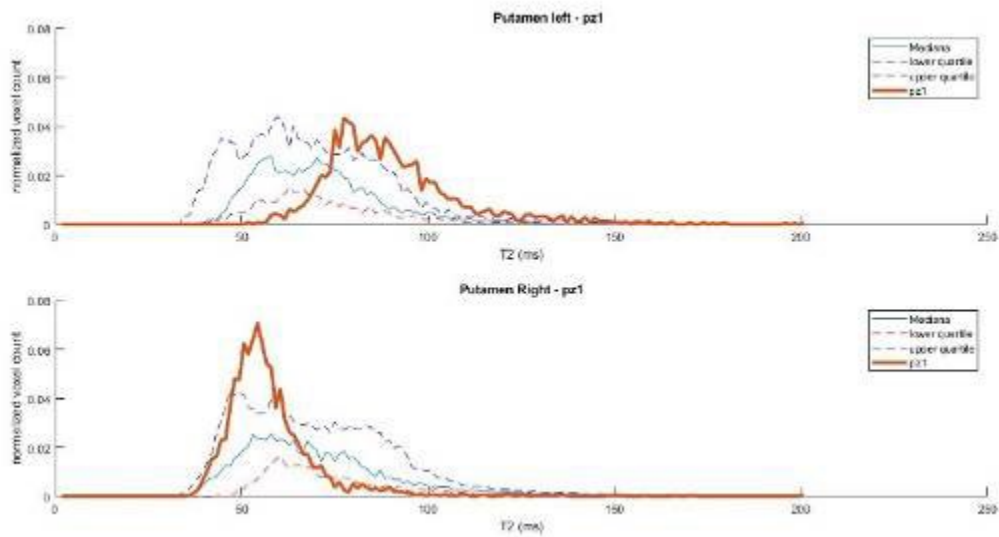 Putamen left - pz1
normalized voxel count
0.08
0.06
0.04
0.02
0
0
50
100
150
200
250
T2 (ms)
Mediana
lower quartile
upper quartile
pz1
Putamen Right - pz1
normalized voxel count
0.08
0.06
0.04
0.02
0
0
50
100
150
200
250
T2 (ms)
Mediana
lower quartile
upper quartile
pz1